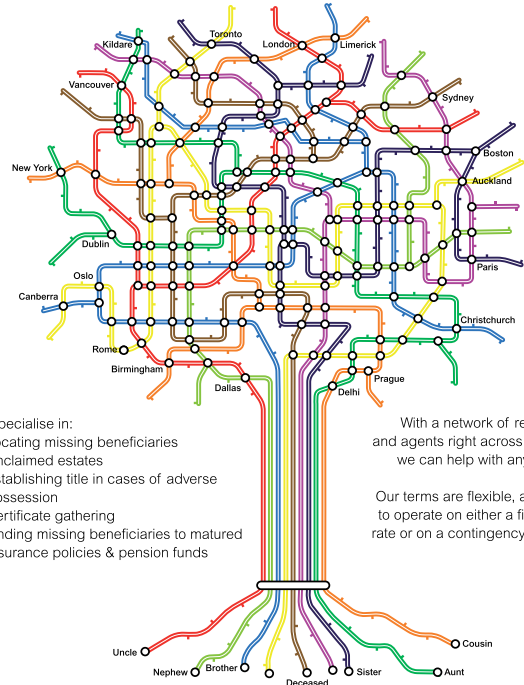 Toronto
Kildare
London
Limerick
Vancouver
Sydney
Boston
New York
Auckland
Dublin
Paris
Oslo
Canberra
Christchurch
Rome
Birmingham
Dallas
Delhi
Prague
pecialise in:
ocating missing beneficiaries
nclaimed estates
stablishing title in cases of adverse
ossession
ertificate gathering
nding missing beneficiaries to matured
surance policies & pension funds
With a network of re
and agents right across
we can help with any
Our terms are flexible, a
to operate on either a fi
rate or on a contingency
Uncle
Nephew
Brother
Deceased
Sister
Aunt
Cousin